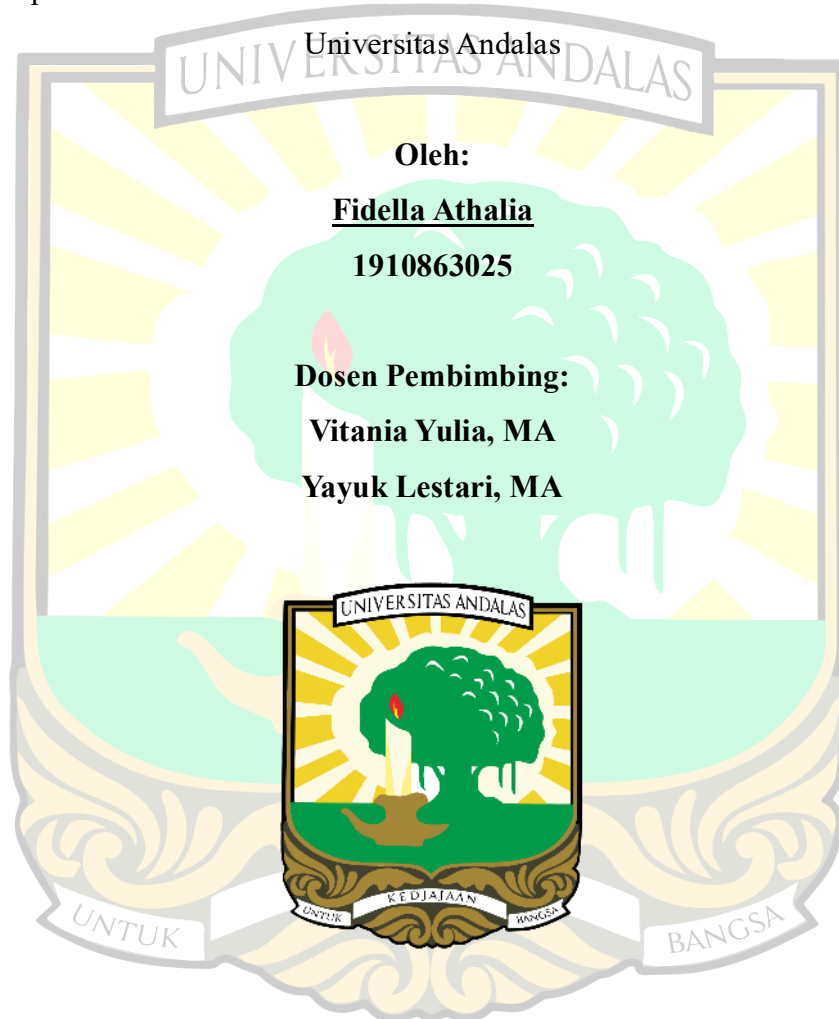 Universitas Andalas
UNIVERSITAS ANDALAS
Oleh:
Fidella Athalia
1910863025
Dosen Pembimbing:
Vitania Yulia, MA
Yayuk Lestari, MA
UNIVERSITAS ANDALAS
KEDJAJAAN
UNTUK
BANGSA
UNTUK
BANGSA